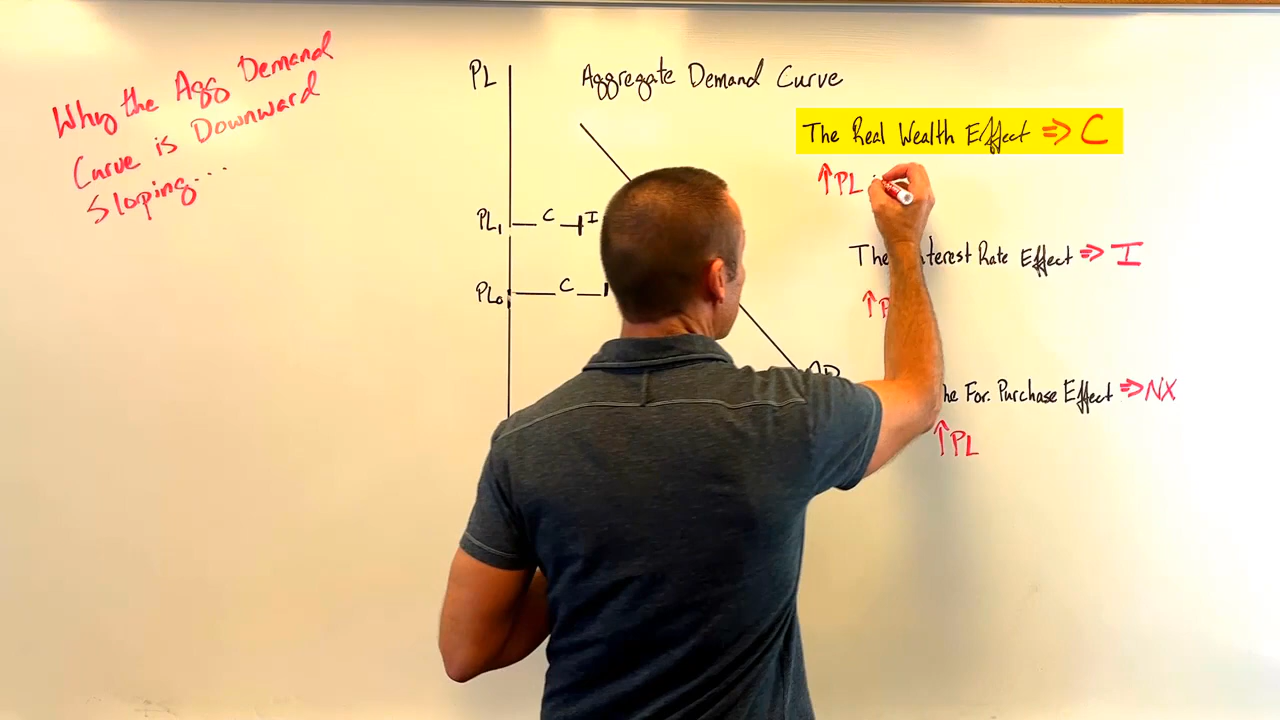 Why the Agg Demand
Curve is Downward
Sloping...
PL
Aggregate Demand Curve
The Real Wealth Effect ⇒ C
↑PL
PL₁ C I
The Interest Rate Effect ⇒ I
PL₀ C
↑P
AD
he For. Purchase Effect ⇒ NX
↑PL